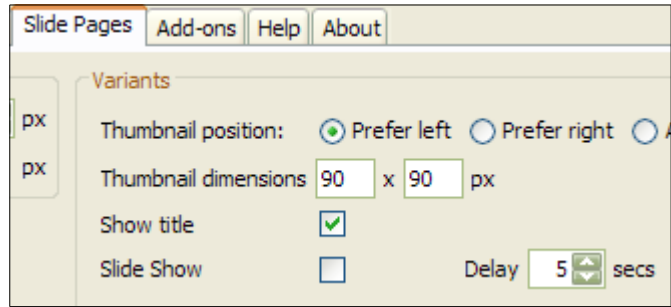 Slide Pages Add-ons Help About
Variants
px Thumbnail position: Prefer left Prefer right
px Thumbnail dimensions 90 x 90 px
Show title
Slide Show Delay 5 secs